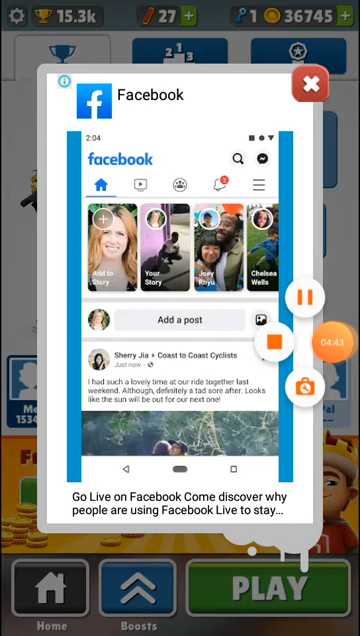 15.3k
27
1
36745
Facebook
2:04
facebook
2
Add to
Story
Your
Story
Joey
Rhyu
Chelsea
Wells
Add a post
Sherry Jia ▸ Coast to Coast Cyclists
Just now
I had such a lovely time at our ride together last
weekend. Although, definitely a tad sore after. Looks
like the sun will be out for our next one!
04:43
Go Live on Facebook Come discover why
people are using Facebook Live to stay...
Home
Boosts
PLAY